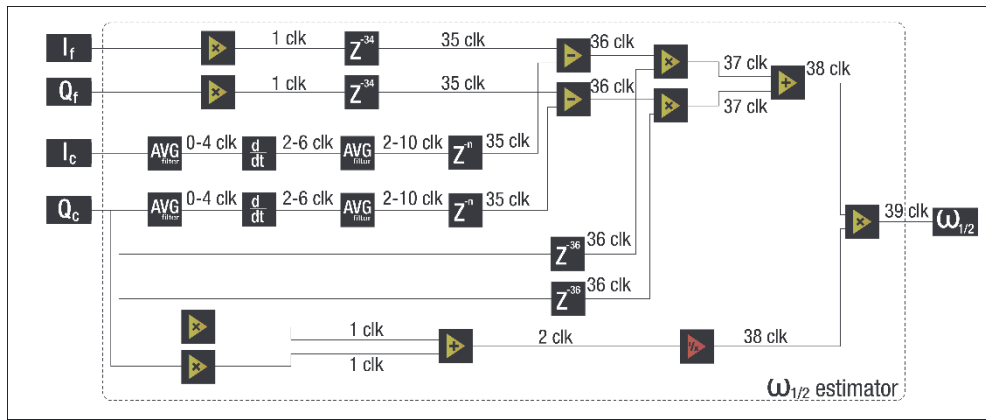 I_f × 1 clk Z⁻³⁴ 35 clk − 36 clk × 37 clk + 38 clk
Q_f × 1 clk Z⁻³⁴ 35 clk − 36 clk × 37 clk
I_c AVG filter 0-4 clk d/dt 2-6 clk AVG filter 2-10 clk Z⁻ⁿ 35 clk
Q_c AVG filter 0-4 clk d/dt 2-6 clk AVG filter 2-10 clk Z⁻ⁿ 35 clk
× 39 clk ω_1/2
Z⁻³⁶ 36 clk
Z⁻³⁶ 36 clk
× 1 clk
× 1 clk + 2 clk 1/x 38 clk
ω_1/2 estimator